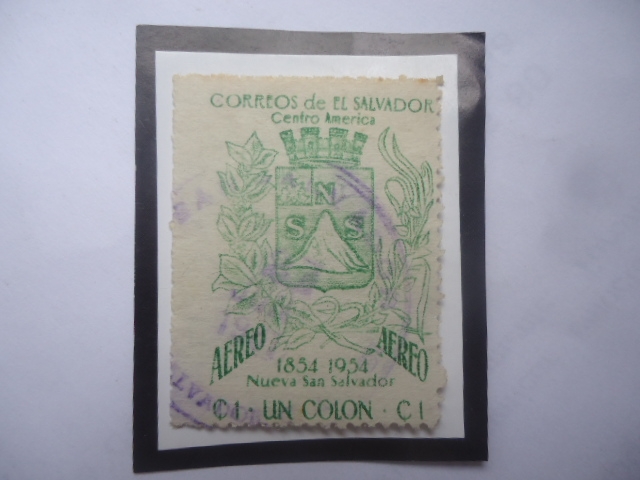 CORREOS de EL SALVADOR
Centro America
N
S S
AEREO AEREO
1854 1954
Nueva San Salvador
₡1 · UN COLON · C1